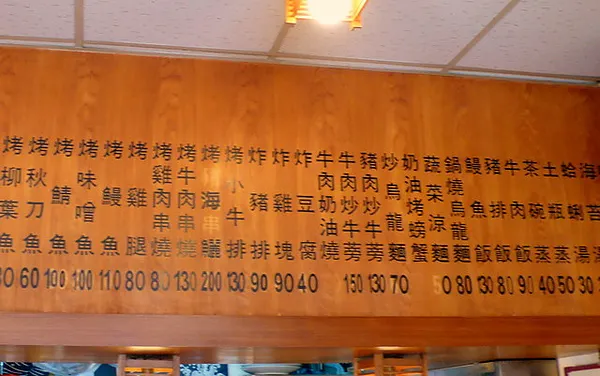 烤柳葉魚
烤秋刀魚 60
烤鯖魚 100
烤味噌魚 100
烤鰻魚 110
烤雞腿 80
烤雞肉串燒 80
烤牛肉串燒 130
烤海 200
烤小牛排 130
炸豬排 90
炸雞塊 90
炸豆腐 40
牛肉奶油燒
牛肉炒牛蒡 150
豬肉炒牛蒡 130
炒烏龍麵 70
奶油烤螃蟹
蔬菜涼麵 50
鍋燒烏龍麵 80
鰻魚飯 130
豬排飯 80
牛肉飯 90
茶碗蒸 40
土瓶蒸 50
蛤蜊湯 30
海苔湯